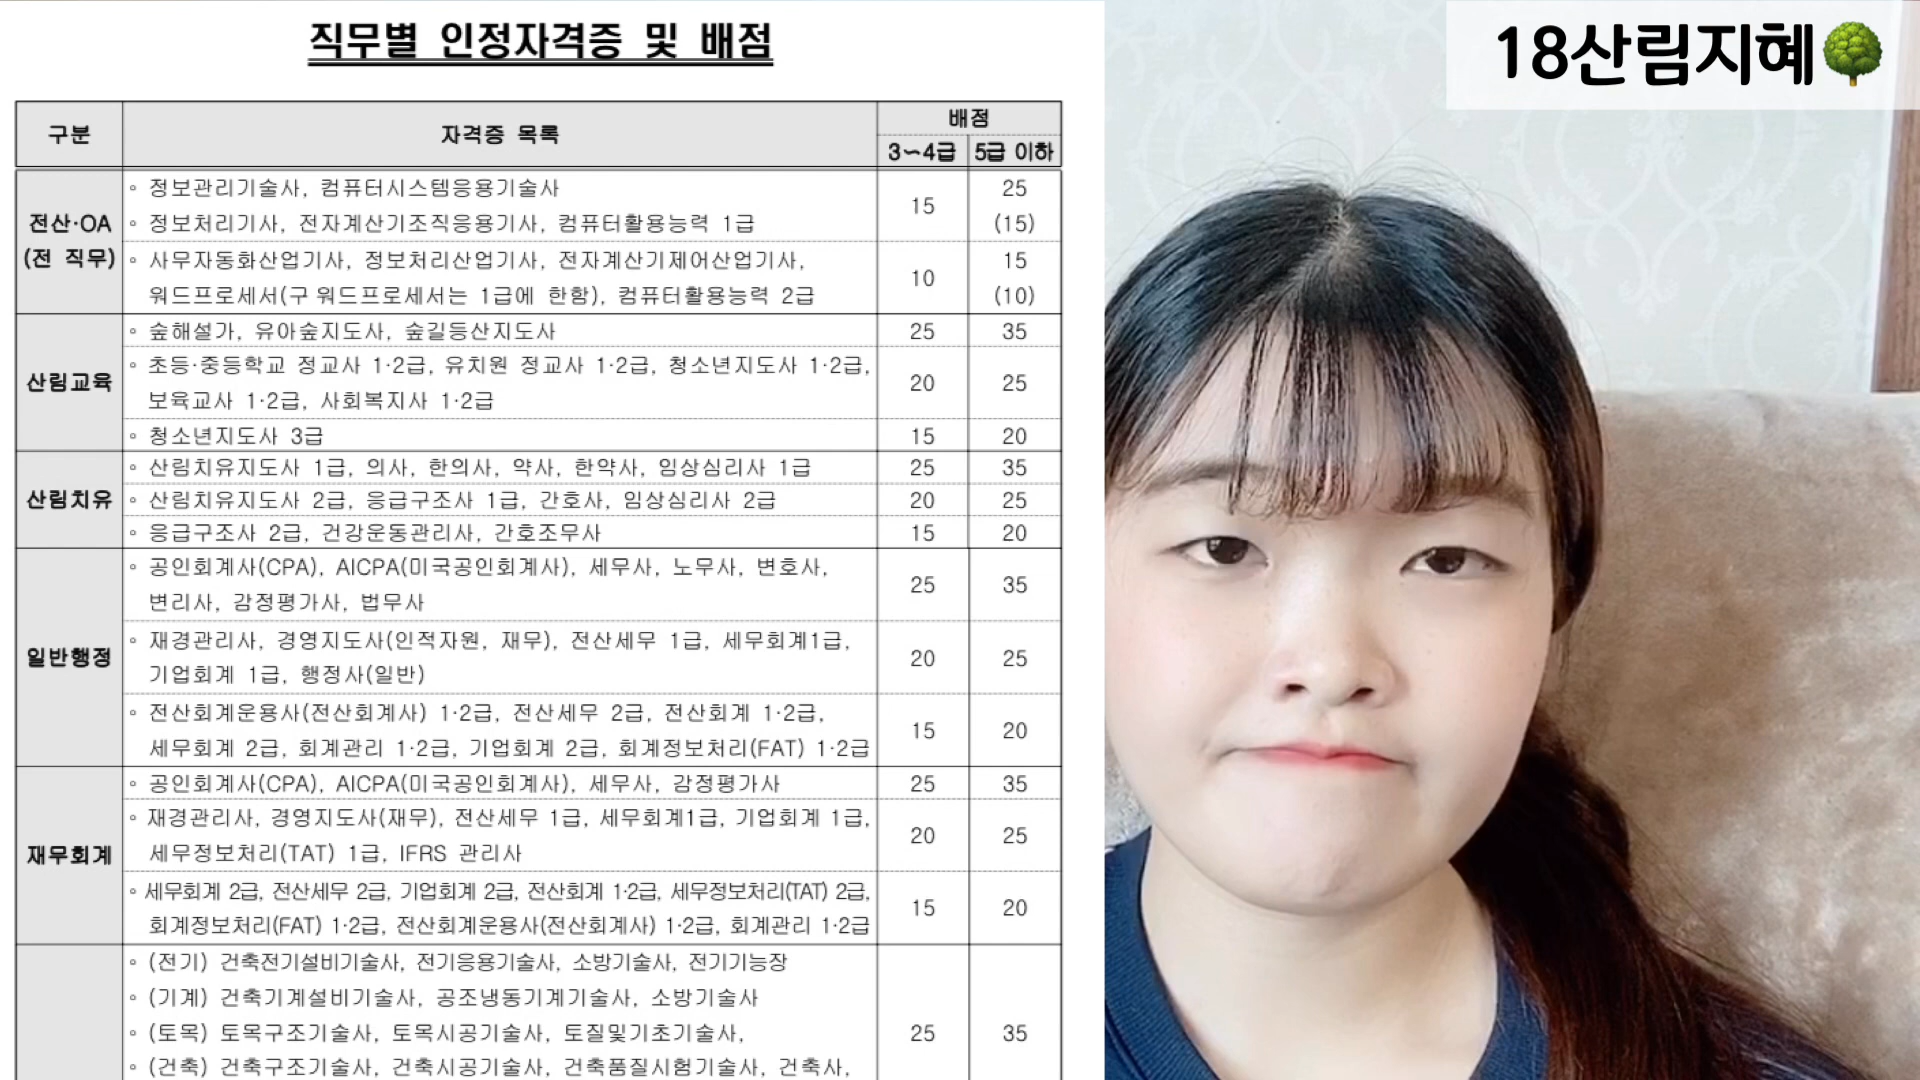 직무별 인정자격증 및 배점
18산림지혜
구분
자격증 목록
배점
3~4급
5급 이하
전산·OA
(전 직무)
◦ 정보관리기술사, 컴퓨터시스템응용기술사
◦ 정보처리기사, 전자계산기조직응용기사, 컴퓨터활용능력 1급
15
25
(15)
◦ 사무자동화산업기사, 정보처리산업기사, 전자계산기제어산업기사,
워드프로세서(구 워드프로세서는 1급에 한함), 컴퓨터활용능력 2급
10
15
(10)
산림교육
◦ 숲해설가, 유아숲지도사, 숲길등산지도사
25
35
◦ 초등·중등학교 정교사 1·2급, 유치원 정교사 1·2급, 청소년지도사 1·2급,
보육교사 1·2급, 사회복지사 1·2급
20
25
◦ 청소년지도사 3급
15
20
산림치유
◦ 산림치유지도사 1급, 의사, 한의사, 약사, 한약사, 임상심리사 1급
25
35
◦ 산림치유지도사 2급, 응급구조사 1급, 간호사, 임상심리사 2급
20
25
◦ 응급구조사 2급, 건강운동관리사, 간호조무사
15
20
일반행정
◦ 공인회계사(CPA), AICPA(미국공인회계사), 세무사, 노무사, 변호사,
변리사, 감정평가사, 법무사
25
35
◦ 재경관리사, 경영지도사(인적자원, 재무), 전산세무 1급, 세무회계1급,
기업회계 1급, 행정사(일반)
20
25
◦ 전산회계운용사(전산회계사) 1·2급, 전산세무 2급, 전산회계 1·2급,
세무회계 2급, 회계관리 1·2급, 기업회계 2급, 회계정보처리(FAT) 1·2급
15
20
재무회계
◦ 공인회계사(CPA), AICPA(미국공인회계사), 세무사, 감정평가사
25
35
◦ 재경관리사, 경영지도사(재무), 전산세무 1급, 세무회계1급, 기업회계 1급,
세무정보처리(TAT) 1급, IFRS 관리사
20
25
◦ 세무회계 2급, 전산세무 2급, 기업회계 2급, 전산회계 1·2급, 세무정보처리(TAT) 2급,
회계정보처리(FAT) 1·2급, 전산회계운용사(전산회계사) 1·2급, 회계관리 1·2급
15
20
◦ (전기) 건축전기설비기술사, 전기응용기술사, 소방기술사, 전기기능장
◦ (기계) 건축기계설비기술사, 공조냉동기계기술사, 소방기술사
◦ (토목) 토목구조기술사, 토목시공기술사, 토질및기초기술사,
◦ (건축) 건축구조기술사, 건축시공기술사, 건축품질시험기술사, 건축사,
25
35